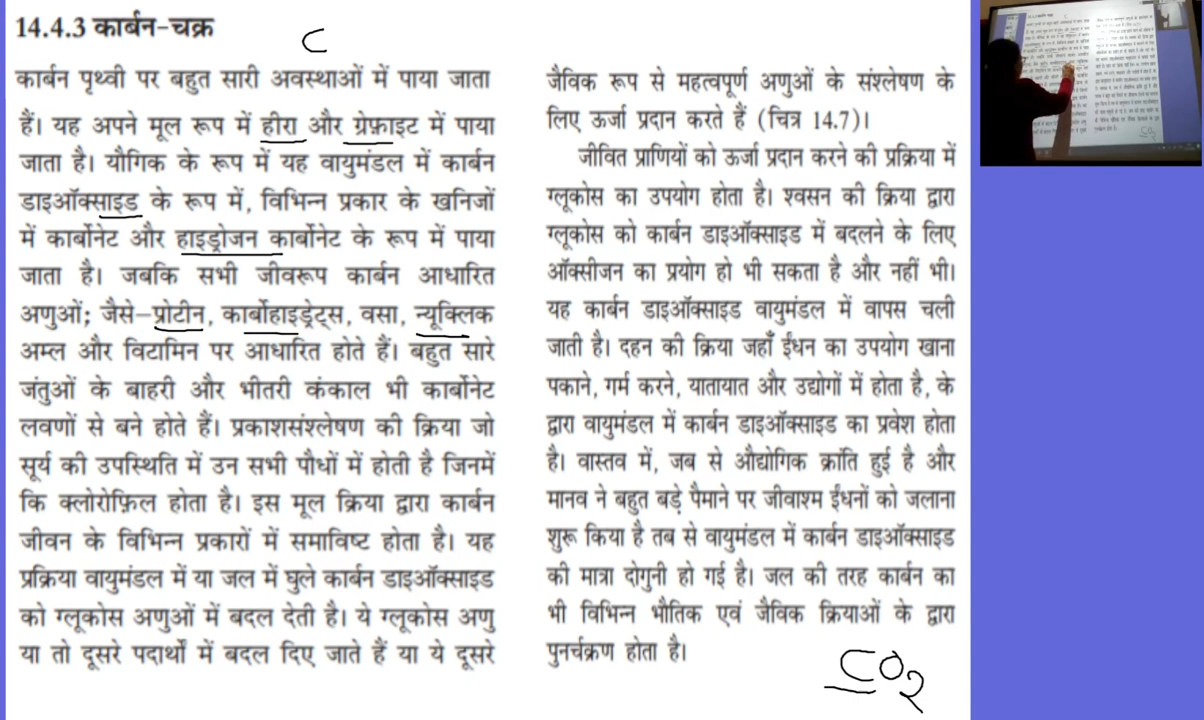 14.4.3 कार्बन-चक्र
C
कार्बन पृथ्वी पर बहुत सारी अवस्थाओं में पाया जाता
हैं। यह अपने मूल रूप में हीरा और ग्रेफ़ाइट में पाया
जाता है। यौगिक के रूप में यह वायुमंडल में कार्बन
डाइऑक्साइड के रूप में, विभिन्न प्रकार के खनिजों
में कार्बोनेट और हाइड्रोजन कार्बोनेट के रूप में पाया
जाता है। जबकि सभी जीवरूप कार्बन आधारित
अणुओं; जैसे-प्रोटीन, कार्बोहाइड्रेट्स, वसा, न्यूक्लिक
अम्ल और विटामिन पर आधारित होते हैं। बहुत सारे
जंतुओं के बाहरी और भीतरी कंकाल भी कार्बोनेट
लवणों से बने होते हैं। प्रकाशसंश्लेषण की क्रिया जो
सूर्य की उपस्थिति में उन सभी पौधों में होती है जिनमें
कि क्लोरोफ़िल होता है। इस मूल क्रिया द्वारा कार्बन
जीवन के विभिन्न प्रकारों में समाविष्ट होता है। यह
प्रक्रिया वायुमंडल में या जल में घुले कार्बन डाइऑक्साइड
को ग्लूकोस अणुओं में बदल देती है। ये ग्लूकोस अणु
या तो दूसरे पदार्थों में बदल दिए जाते हैं या ये दूसरे
जैविक रूप से महत्वपूर्ण अणुओं के संश्लेषण के
लिए ऊर्जा प्रदान करते हैं (चित्र 14.7)।
जीवित प्राणियों को ऊर्जा प्रदान करने की प्रक्रिया में
ग्लूकोस का उपयोग होता है। श्वसन की क्रिया द्वारा
ग्लूकोस को कार्बन डाइऑक्साइड में बदलने के लिए
ऑक्सीजन का प्रयोग हो भी सकता है और नहीं भी।
यह कार्बन डाइऑक्साइड वायुमंडल में वापस चली
जाती है। दहन की क्रिया जहाँ ईंधन का उपयोग खाना
पकाने, गर्म करने, यातायात और उद्योगों में होता है, के
द्वारा वायुमंडल में कार्बन डाइऑक्साइड का प्रवेश होता
है। वास्तव में, जब से औद्योगिक क्रांति हुई है और
मानव ने बहुत बड़े पैमाने पर जीवाश्म ईंधनों को जलाना
शुरू किया है तब से वायुमंडल में कार्बन डाइऑक्साइड
की मात्रा दोगुनी हो गई है। जल की तरह कार्बन का
भी विभिन्न भौतिक एवं जैविक क्रियाओं के द्वारा
पुनर्चक्रण होता है।
CO2